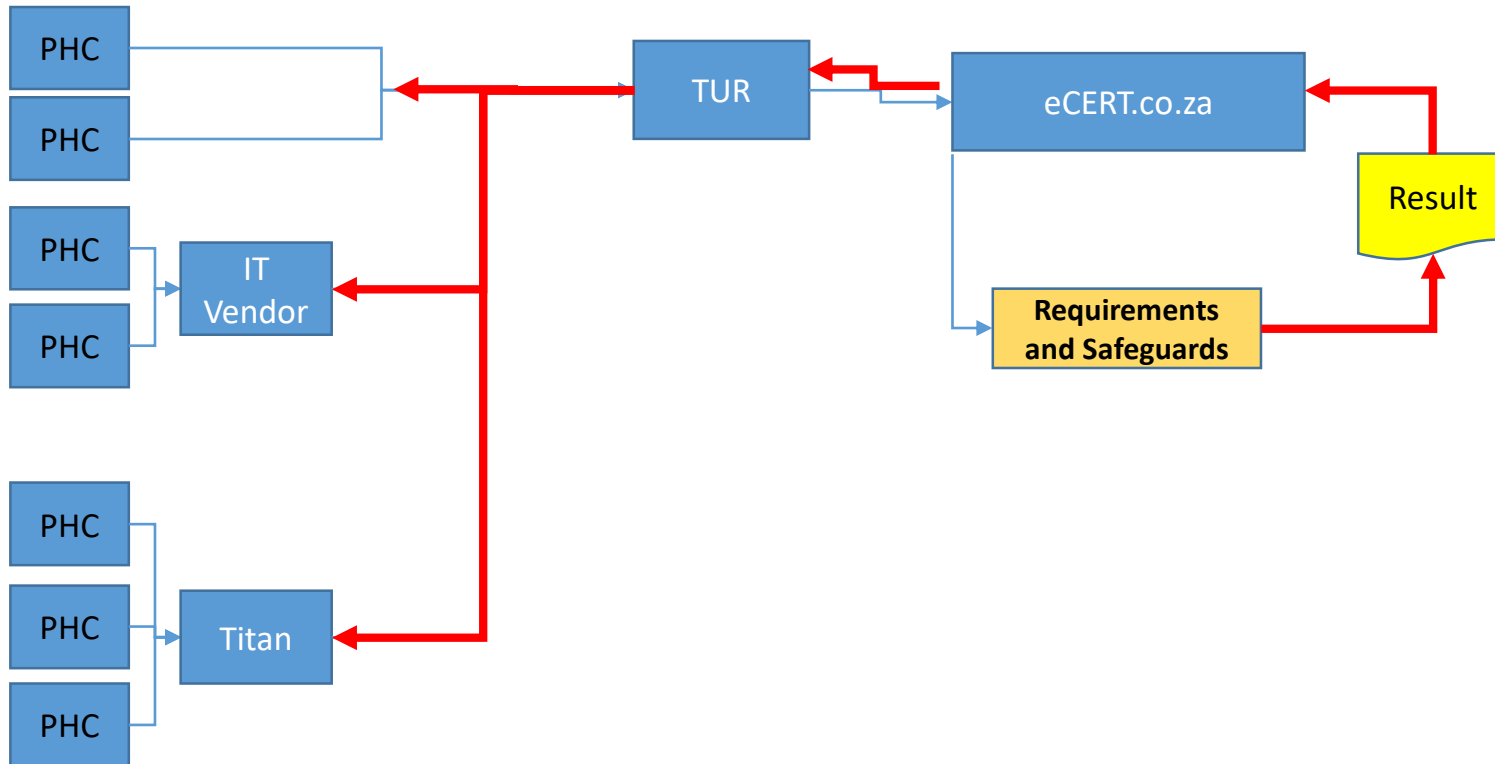 PHC
PHC
TUR
eCERT.co.za
Result
PHC
PHC
IT
Vendor
Requirements
and Safeguards
PHC
PHC
PHC
Titan